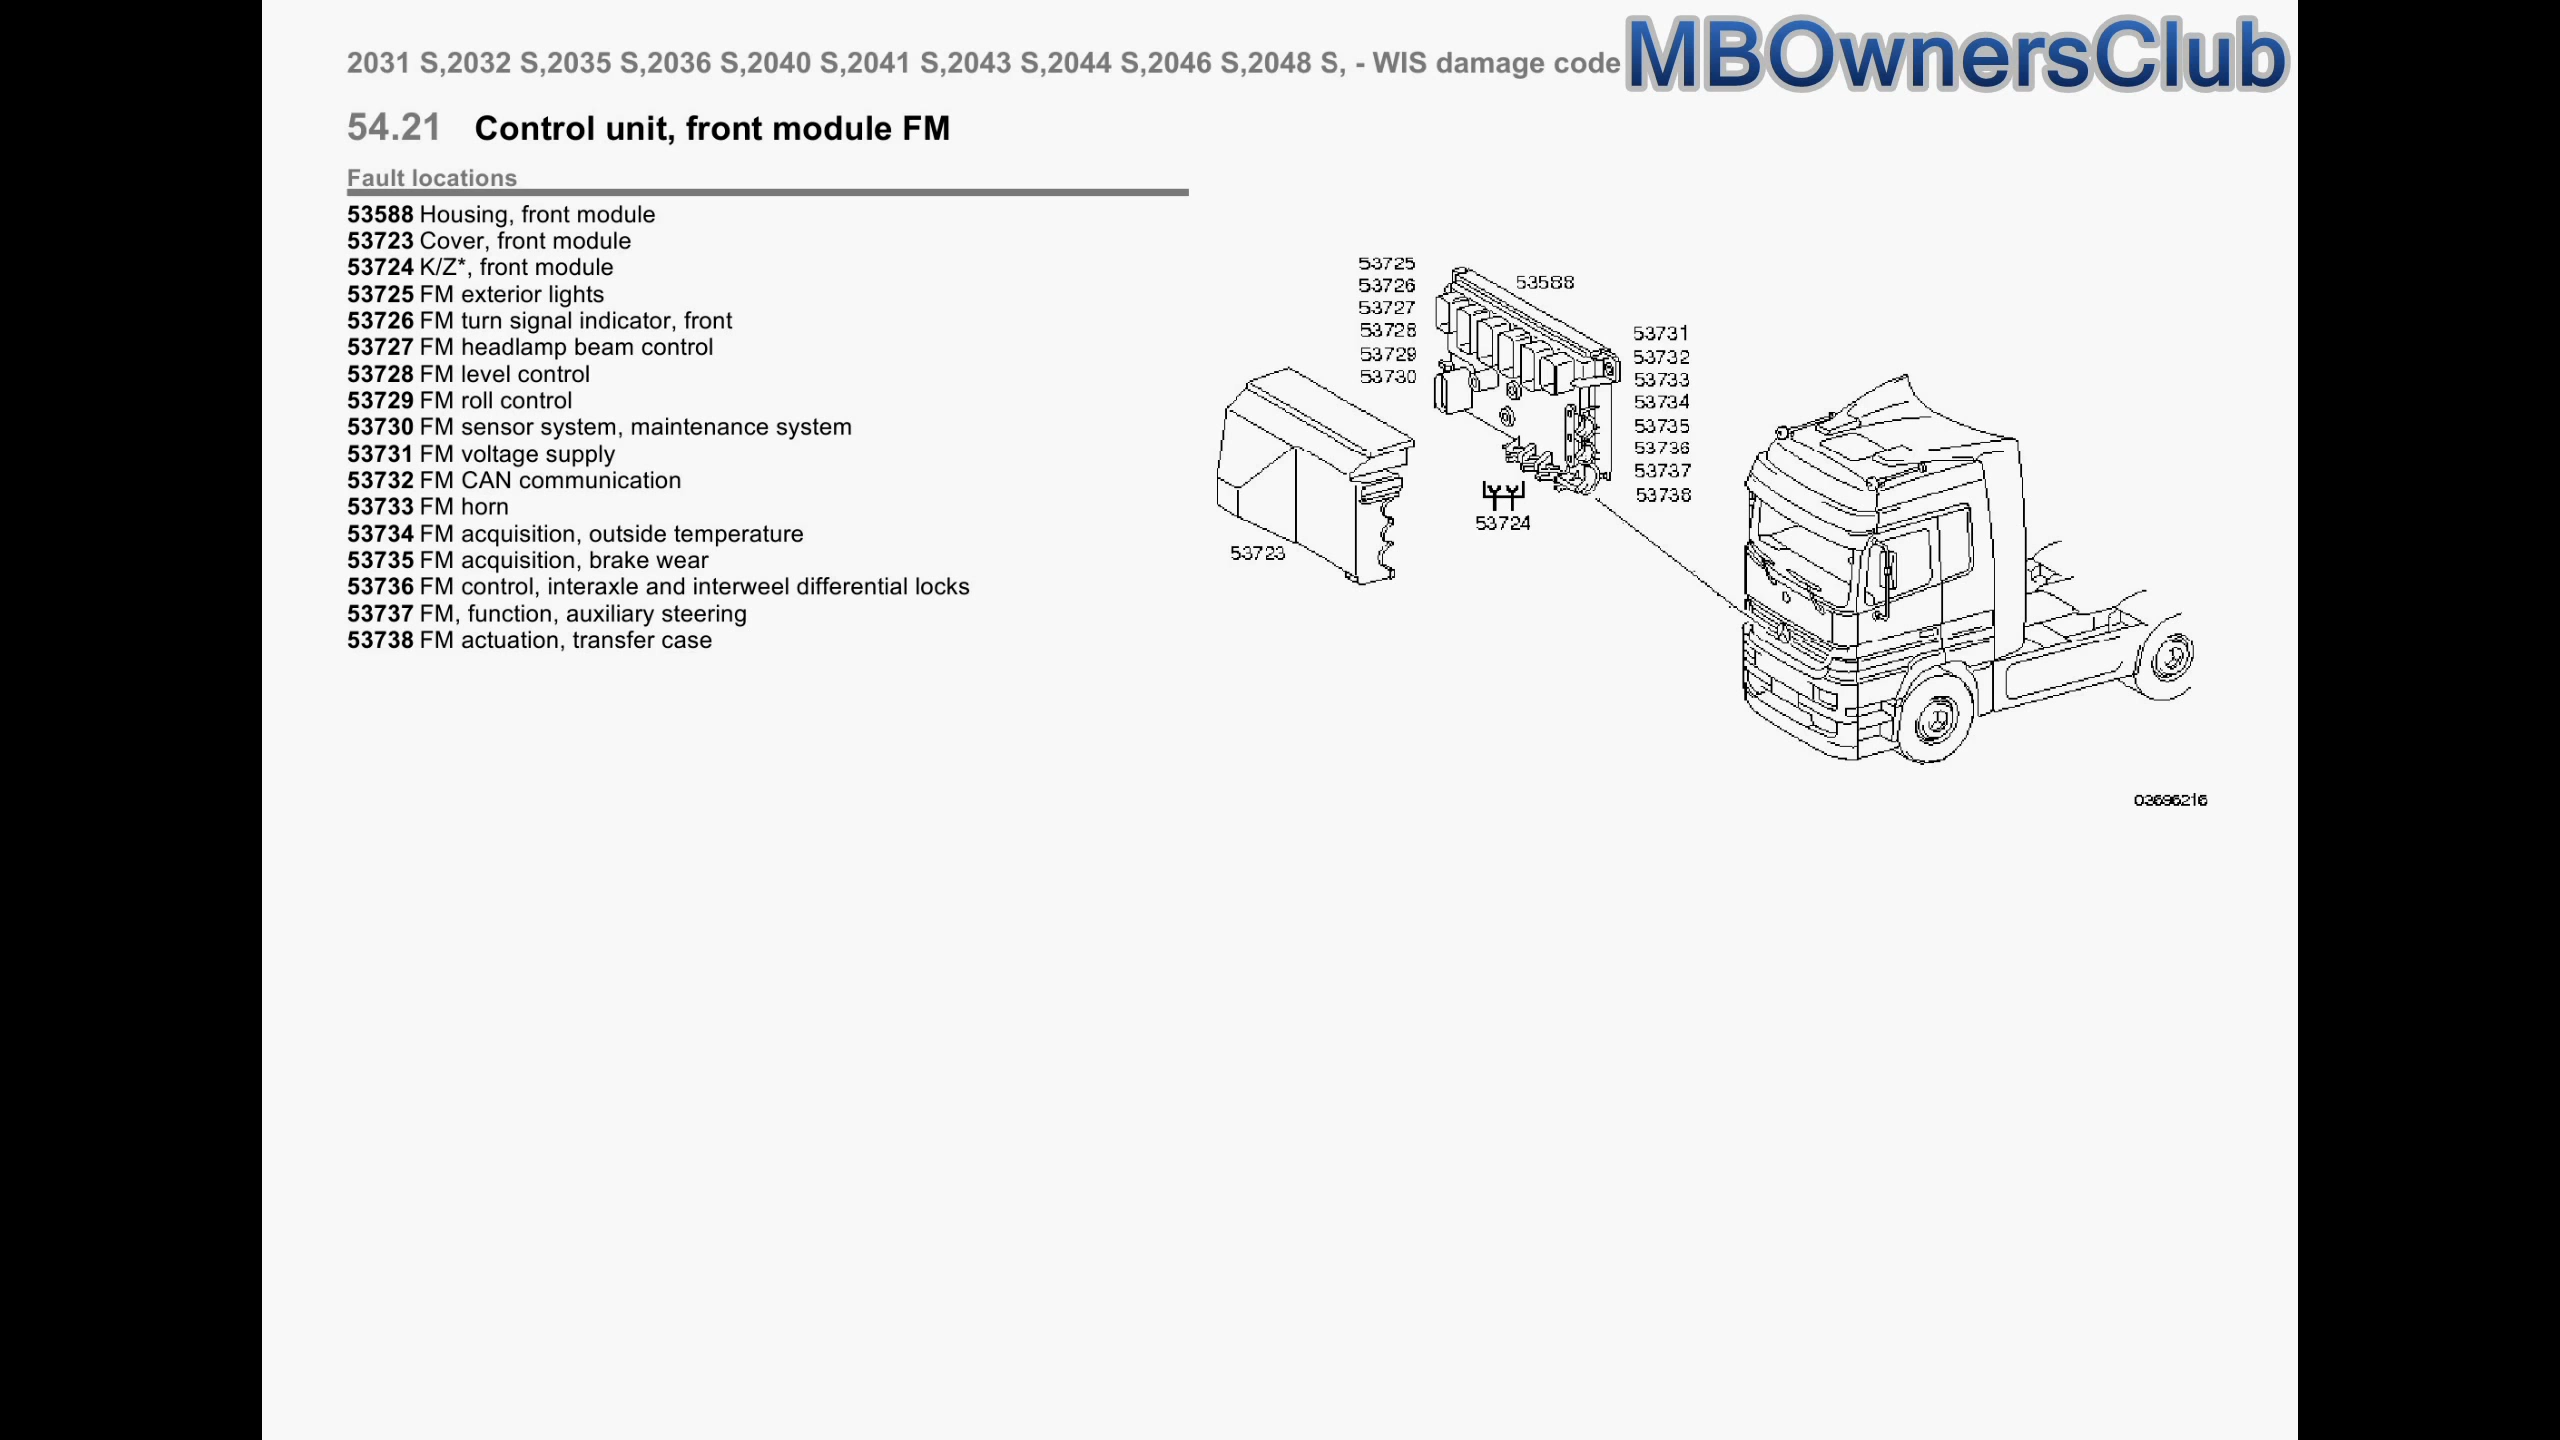 2031 S,2032 S,2035 S,2036 S,2040 S,2041 S,2043 S,2044 S,2046 S,2048 S, - WIS damage code
MBOwnersClub
54.21 Control unit, front module FM
Fault locations
53588 Housing, front module
53723 Cover, front module
53724 K/Z*, front module
53725 FM exterior lights
53726 FM turn signal indicator, front
53727 FM headlamp beam control
53728 FM level control
53729 FM roll control
53730 FM sensor system, maintenance system
53731 FM voltage supply
53732 FM CAN communication
53733 FM horn
53734 FM acquisition, outside temperature
53735 FM acquisition, brake wear
53736 FM control, interaxle and interweel differential locks
53737 FM, function, auxiliary steering
53738 FM actuation, transfer case
53725
53726
53727
53728
53729
53730
53588
53731
53732
53733
53734
53735
53736
53737
53738
53724
53723
03696216